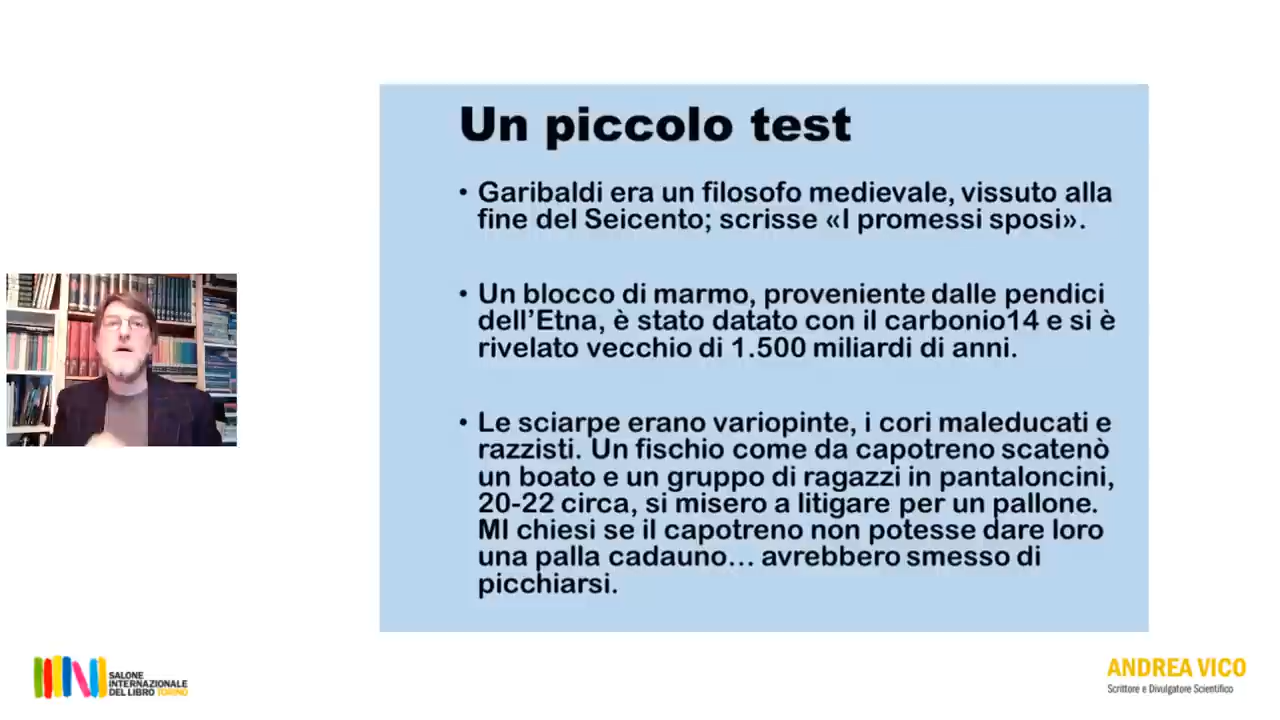 Un piccolo test
• Garibaldi era un filosofo medievale, vissuto alla
fine del Seicento; scrisse «I promessi sposi».
• Un blocco di marmo, proveniente dalle pendici
dell'Etna, è stato datato con il carbonio14 e si è
rivelato vecchio di 1.500 miliardi di anni.
• Le sciarpe erano variopinte, i cori maleducati e
razzisti. Un fischio come da capotreno scatenò
un boato e un gruppo di ragazzi in pantaloncini,
20-22 circa, si misero a litigare per un pallone.
MI chiesi se il capotreno non potesse dare loro
una palla cadauno... avrebbero smesso di
picchiarsi.
SALONE
INTERNAZIONALE
DEL LIBRO TORINO
ANDREA VICO
Scrittore e Divulgatore Scientifico